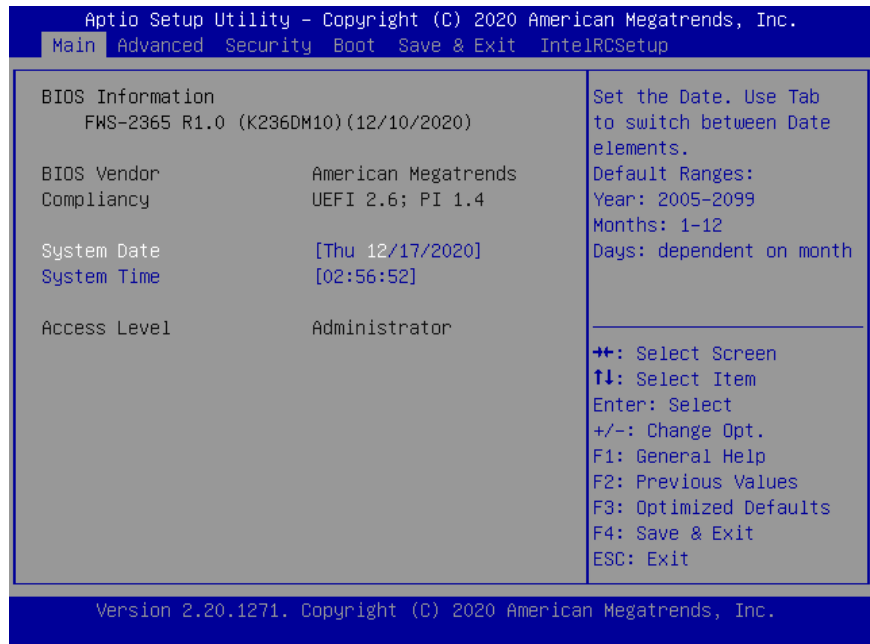 Aptio Setup Utility – Copyright (C) 2020 American Megatrends, Inc.
Main Advanced Security Boot Save & Exit IntelRCSetup
BIOS Information
FWS-2365 R1.0 (K236DM10)(12/10/2020)
BIOS Vendor American Megatrends
Compliancy UEFI 2.6; PI 1.4
System Date [Thu 12/17/2020]
System Time [02:56:52]
Access Level Administrator
Set the Date. Use Tab
to switch between Date
elements.
Default Ranges:
Year: 2005-2099
Months: 1-12
Days: dependent on month
→←: Select Screen
↑↓: Select Item
Enter: Select
+/-: Change Opt.
F1: General Help
F2: Previous Values
F3: Optimized Defaults
F4: Save & Exit
ESC: Exit
Version 2.20.1271. Copyright (C) 2020 American Megatrends, Inc.